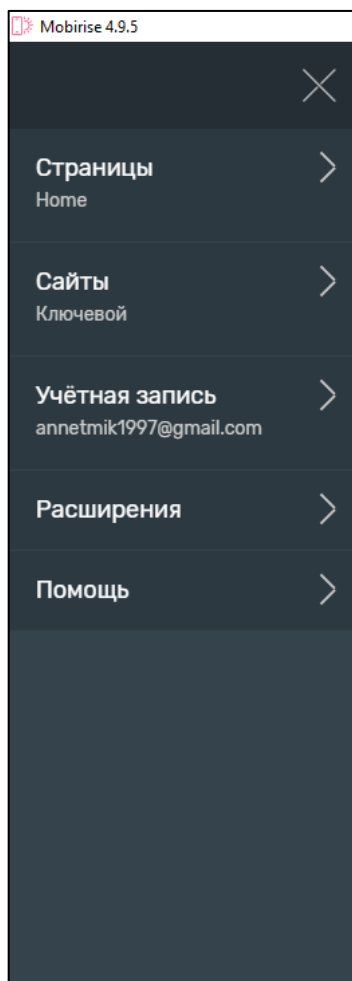 Mobirise 4.9.5
Страницы
Home
Сайты
Ключевой
Учётная запись
annetmik1997@gmail.com
Расширения
Помощь